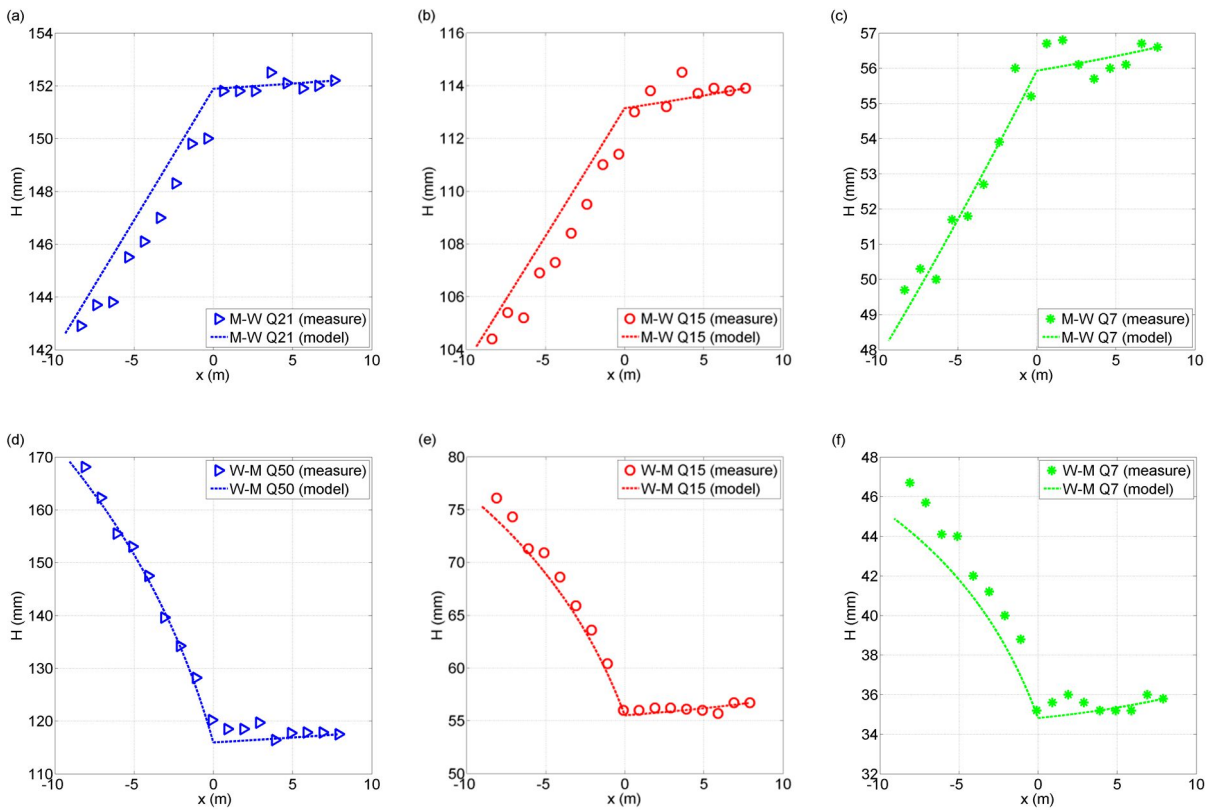 (a)
154
152
150
148
146
144
142
H (mm)
-10 -5 0 5 10
x (m)
M-W Q21 (measure)
M-W Q21 (model)
(b)
116
114
112
110
108
106
104
H (mm)
-10 -5 0 5 10
x (m)
M-W Q15 (measure)
M-W Q15 (model)
(c)
57
56
55
54
53
52
51
50
49
48
H (mm)
-10 -5 0 5 10
x (m)
M-W Q7 (measure)
M-W Q7 (model)
(d)
170
160
150
140
130
120
110
H (mm)
-10 -5 0 5 10
x (m)
W-M Q50 (measure)
W-M Q50 (model)
(e)
80
75
70
65
60
55
50
H (mm)
-10 -5 0 5 10
x (m)
W-M Q15 (measure)
W-M Q15 (model)
(f)
48
46
44
42
40
38
36
34
32
H (mm)
-10 -5 0 5 10
x (m)
W-M Q7 (measure)
W-M Q7 (model)